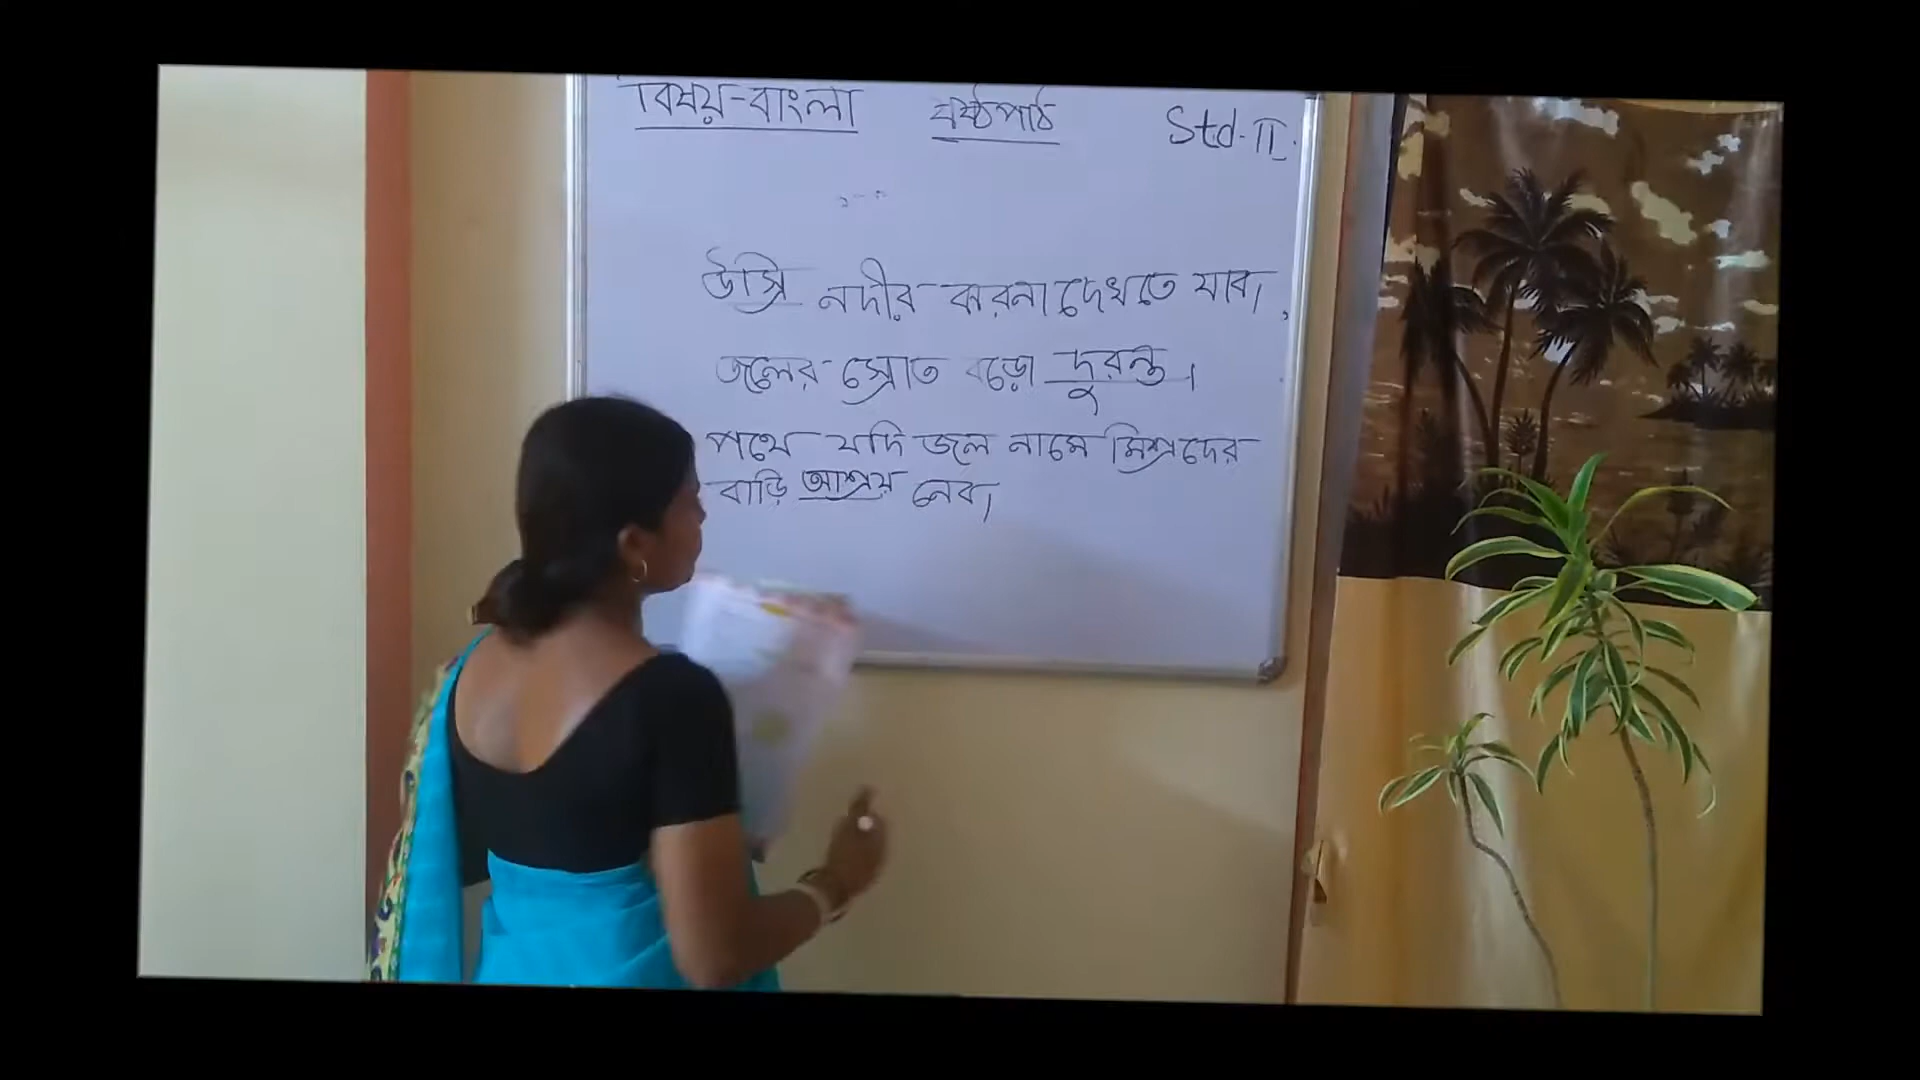 বিষয়-বাংলা ষষ্ঠপাঠ Std-II.
উস্রি নদীর ঝরনা দেখতে যাব।
জলের স্রোত বড়ো দুরন্ত।
পথে যদি জল নামে মিশ্রদের
বাড়ি আশ্রয় নেব।